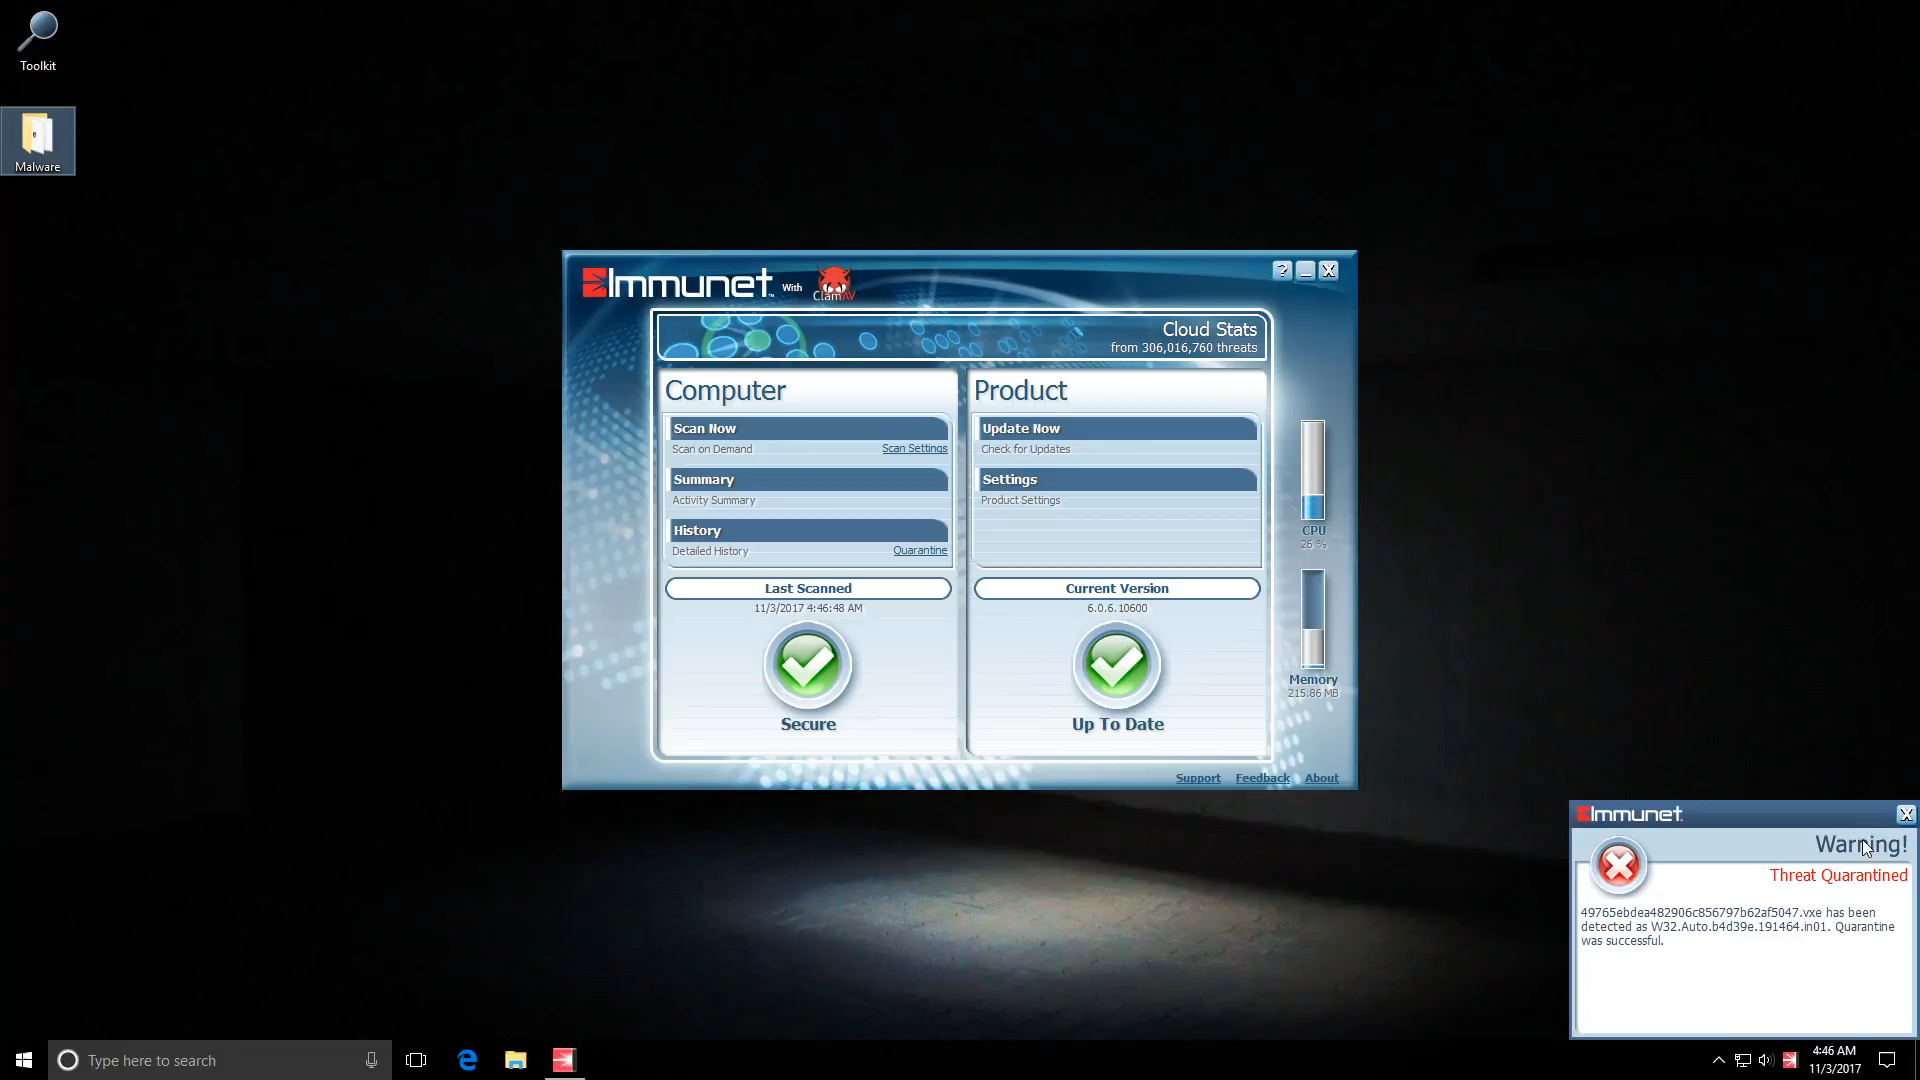 Toolkit
Malware
Immunet With ClamAV
Cloud Stats
from 306,016,760 threats
Computer
Scan Now
Scan on Demand Scan Settings
Summary
Activity Summary
History
Detailed History Quarantine
Last Scanned
11/3/2017 4:46:48 AM
Secure
Product
Update Now
Check for Updates
Settings
Product Settings
Current Version
6.0.6.10600
Up To Date
CPU
26 %
Memory
215.86 MB
Support Feedback About
Immunet
Warning!
Threat Quarantined
49765ebdea482906c856797b62af5047.vxe has been
detected as W32.Auto.b4d39e.191464.in01. Quarantine
was successful.
Type here to search
4:46 AM
11/3/2017